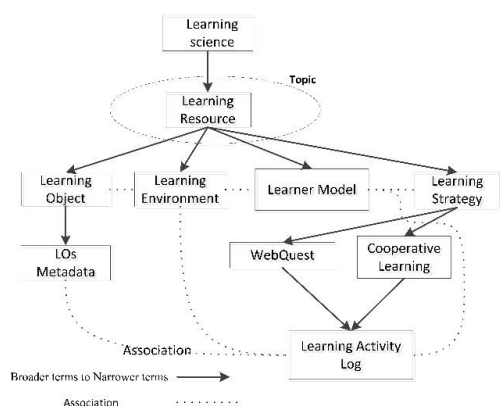 Learning
science
Topic
Learning
Resource
Learning
Object
Learning
Environment
Learner Model
Learning
Strategy
LOs
Metadata
WebQuest
Cooperative
Learning
Association
Learning Activity
Log
Broader terms to Narrower terms
Association